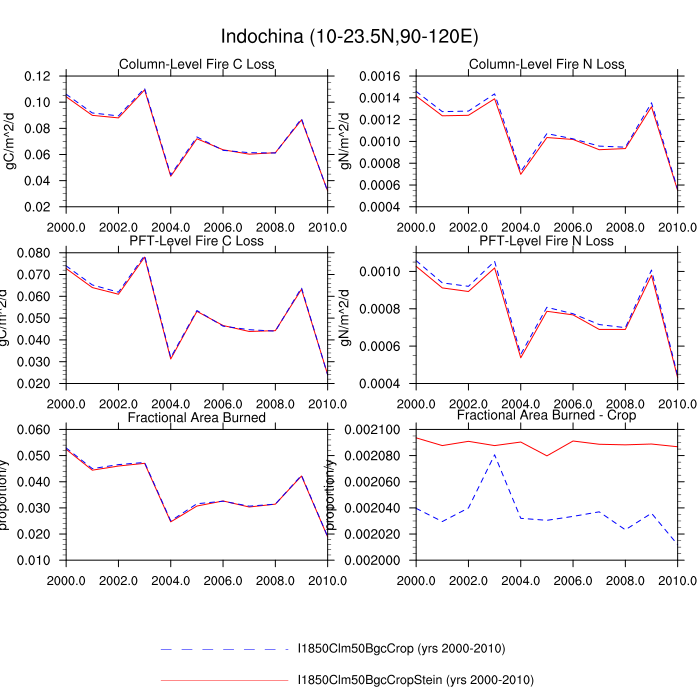 Indochina (10-23.5N,90-120E)
Column-Level Fire C Loss
gC/m^2/d
0.12
0.10
0.08
0.06
0.04
0.02
2000.0 2002.0 2004.0 2006.0 2008.0 2010.0
Column-Level Fire N Loss
gN/m^2/d
0.0016
0.0014
0.0012
0.0010
0.0008
0.0006
0.0004
2000.0 2002.0 2004.0 2006.0 2008.0 2010.0
PFT-Level Fire C Loss
gC/m^2/d
0.080
0.070
0.060
0.050
0.040
0.030
0.020
2000.0 2002.0 2004.0 2006.0 2008.0 2010.0
PFT-Level Fire N Loss
gN/m^2/d
0.0010
0.0008
0.0006
0.0004
2000.0 2002.0 2004.0 2006.0 2008.0 2010.0
Fractional Area Burned
proportion/y
0.060
0.050
0.040
0.030
0.020
0.010
2000.0 2002.0 2004.0 2006.0 2008.0 2010.0
Fractional Area Burned - Crop
proportion/y
0.002100
0.002080
0.002060
0.002040
0.002020
0.002000
2000.0 2002.0 2004.0 2006.0 2008.0 2010.0
I1850Clm50BgcCrop (yrs 2000-2010)
I1850Clm50BgcCropStein (yrs 2000-2010)